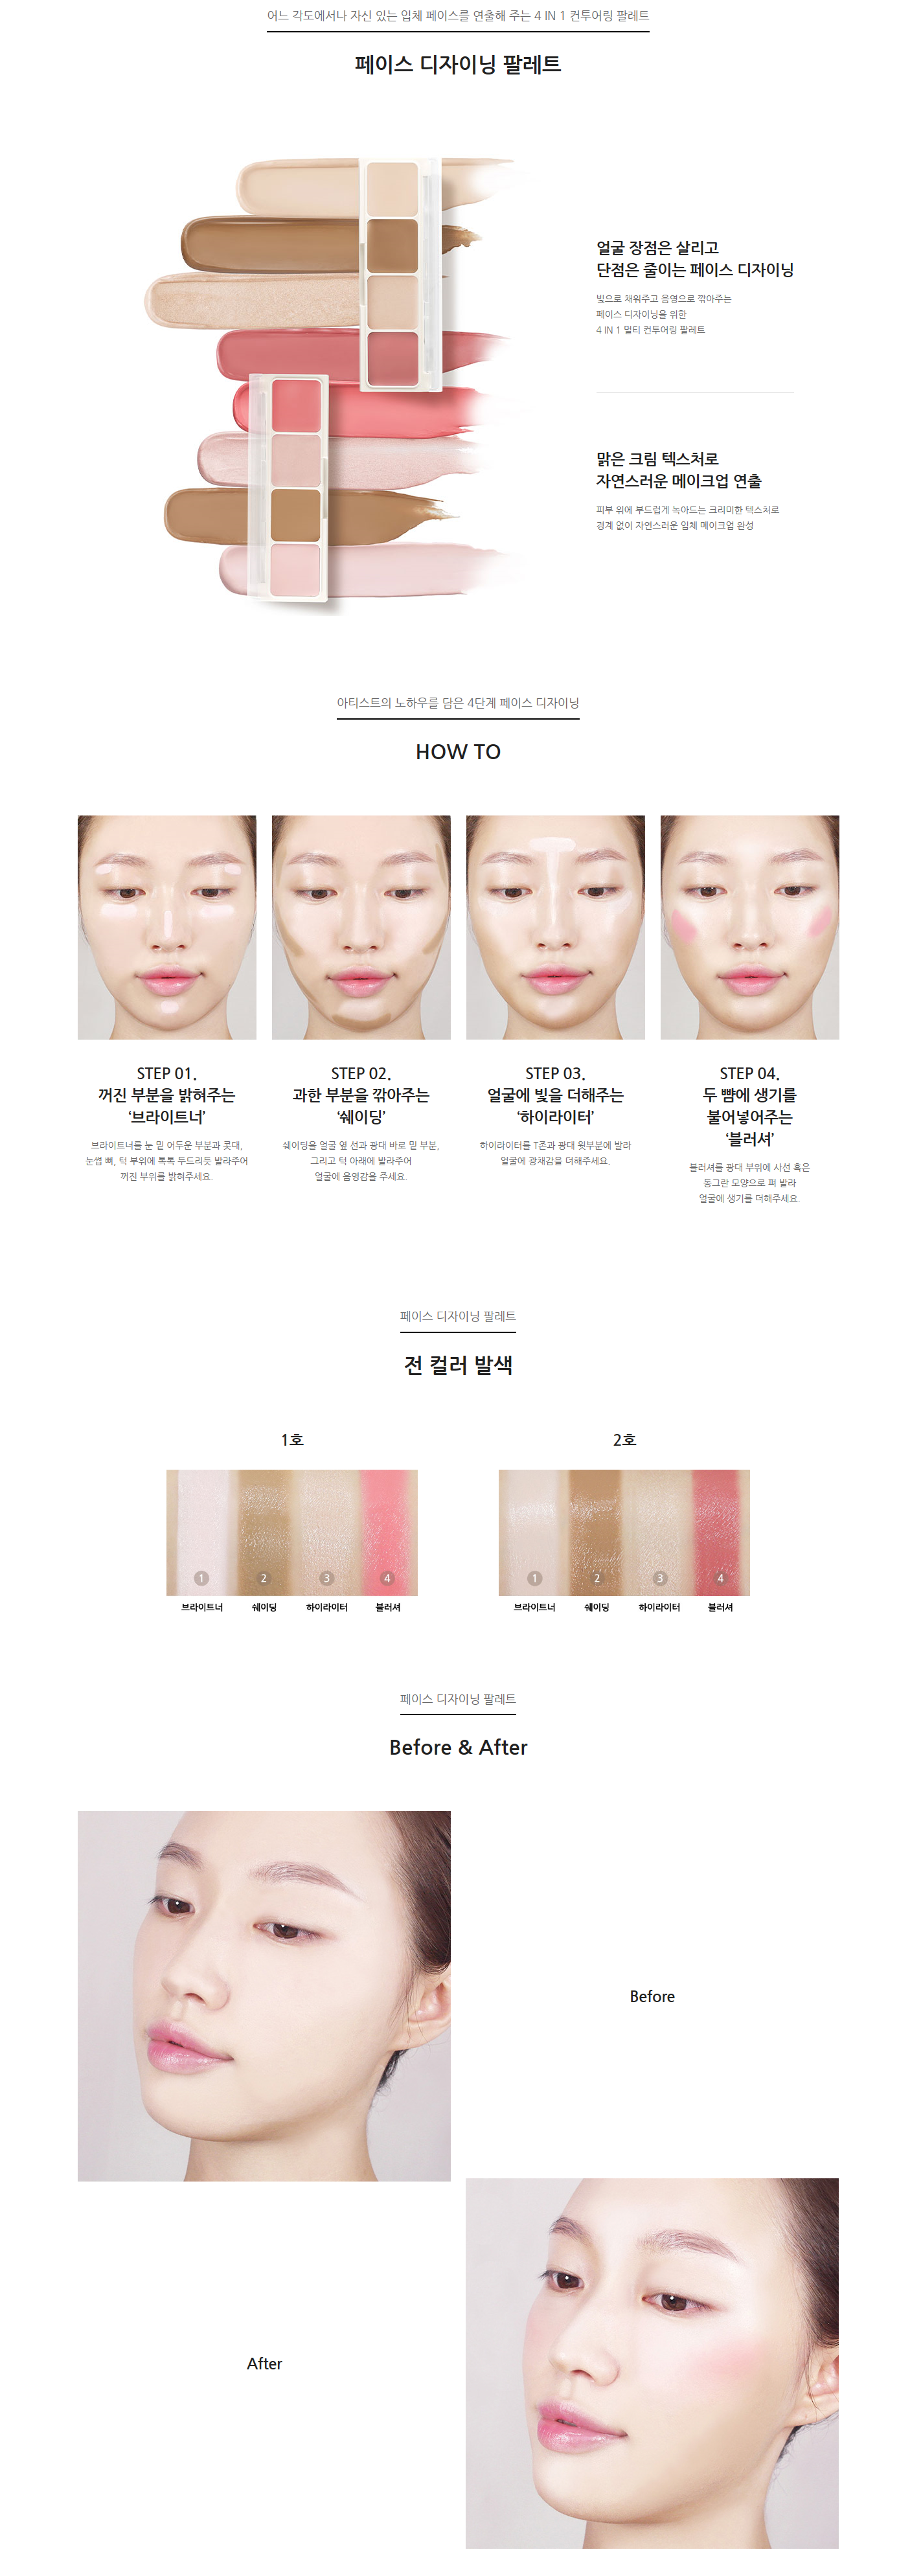 어느 각도에서나 자신 있는 입체 페이스를 연출해 주는 4 IN 1 컨투어링 팔레트
페이스 디자이닝 팔레트
얼굴 장점은 살리고
단점은 줄이는 페이스 디자이닝
빛으로 채워주고 음영으로 깎아주는
페이스 디자이닝을 위한
4 IN 1 멀티 컨투어링 팔레트
맑은 크림 텍스처로
자연스러운 메이크업 연출
피부 위에 부드럽게 녹아드는 크리미한 텍스처로
경계 없이 자연스러운 입체 메이크업 완성
아티스트의 노하우를 담은 4단계 페이스 디자이닝
HOW TO
STEP 01.
꺼진 부분을 밝혀주는
‘브라이트너’
브라이트너를 눈 밑 어두운 부분과 콧대,
눈썹 뼈, 턱 부위에 톡톡 두드리듯 발라주어
꺼진 부위를 밝혀주세요.
STEP 02.
과한 부분을 깎아주는
‘쉐이딩’
쉐이딩을 얼굴 옆 선과 광대 바로 밑 부분,
그리고 턱 아래에 발라주어
얼굴에 음영감을 주세요.
STEP 03.
얼굴에 빛을 더해주는
‘하이라이터’
하이라이터를 T존과 광대 윗부분에 발라
얼굴에 광채감을 더해주세요.
STEP 04.
두 뺨에 생기를
불어넣어주는
‘블러셔’
블러셔를 광대 부위에 사선 혹은
동그란 모양으로 펴 발라
얼굴에 생기를 더해주세요.
페이스 디자이닝 팔레트
전 컬러 발색
1호
1 2 3 4
브라이트너 쉐이딩 하이라이터 블러셔
2호
1 2 3 4
브라이트너 쉐이딩 하이라이터 블러셔
페이스 디자이닝 팔레트
Before & After
Before
After